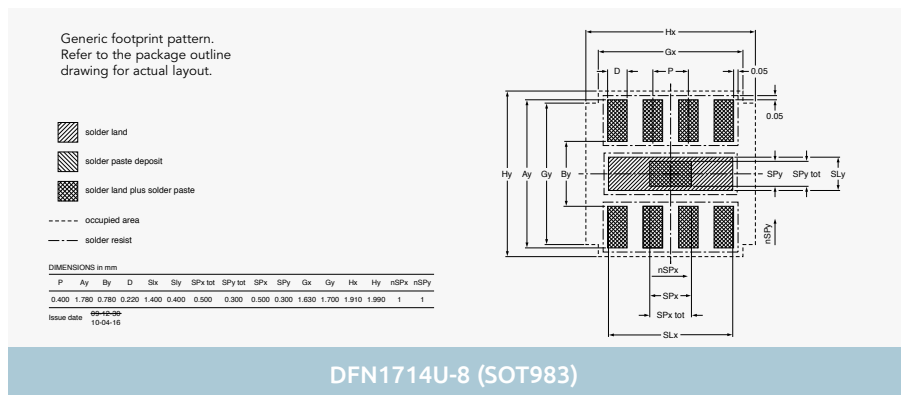 Generic footprint pattern.
Refer to the package outline
drawing for actual layout.
solder land
solder paste deposit
solder land plus solder paste
occupied area
solder resist
DIMENSIONS in mm
P Ay By D Slx Sly SPx tot SPy tot SPx SPy Gx Gy Hx Hy nSPx nSPy
0.400 1.780 0.780 0.220 1.400 0.400 0.500 0.300 0.500 0.300 1.630 1.700 1.910 1.990 1 1
Issue date 09-12-30
10-04-16
Hx
Gx
D P 0.05
0.05
Hy Ay Gy By SPy SPy tot SLy
nSPy
nSPx
SPx
SPx tot
SLx
DFN1714U-8 (SOT983)